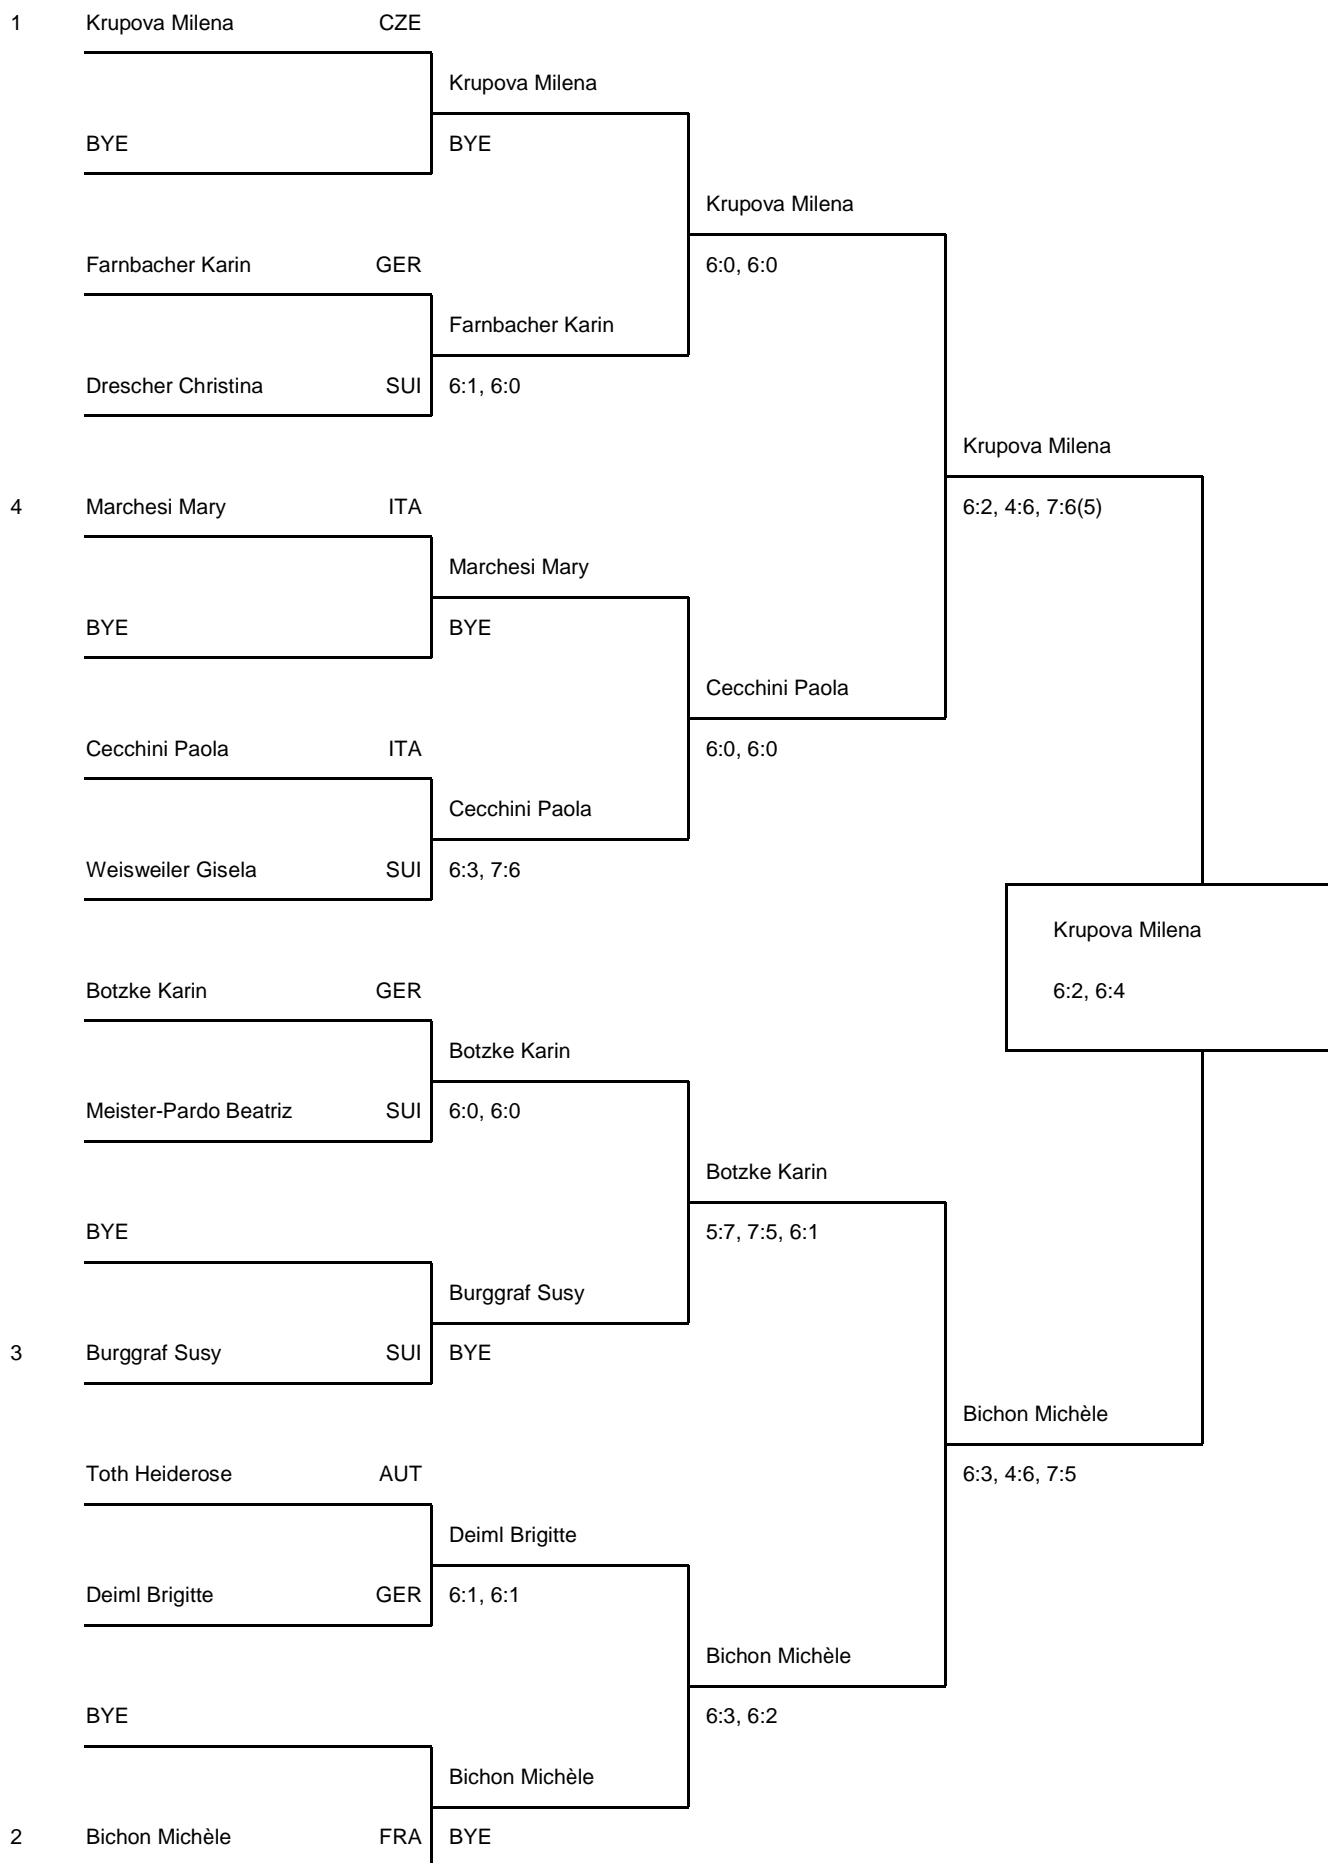 1 Krupova Milena CZE
Krupova Milena
BYE BYE
Krupova Milena
Farnbacher Karin GER 6:0, 6:0
Farnbacher Karin
Drescher Christina SUI 6:1, 6:0
Krupova Milena
4 Marchesi Mary ITA 6:2, 4:6, 7:6(5)
Marchesi Mary
BYE BYE
Cecchini Paola
Cecchini Paola ITA 6:0, 6:0
Cecchini Paola
Weisweiler Gisela SUI 6:3, 7:6
Krupova Milena
Botzke Karin GER 6:2, 6:4
Botzke Karin
Meister-Pardo Beatriz SUI 6:0, 6:0
Botzke Karin
BYE 5:7, 7:5, 6:1
Burggraf Susy
3 Burggraf Susy SUI BYE
Bichon Michèle
Toth Heiderose AUT 6:3, 4:6, 7:5
Deiml Brigitte
Deiml Brigitte GER 6:1, 6:1
Bichon Michèle
BYE 6:3, 6:2
Bichon Michèle
2 Bichon Michèle FRA BYE